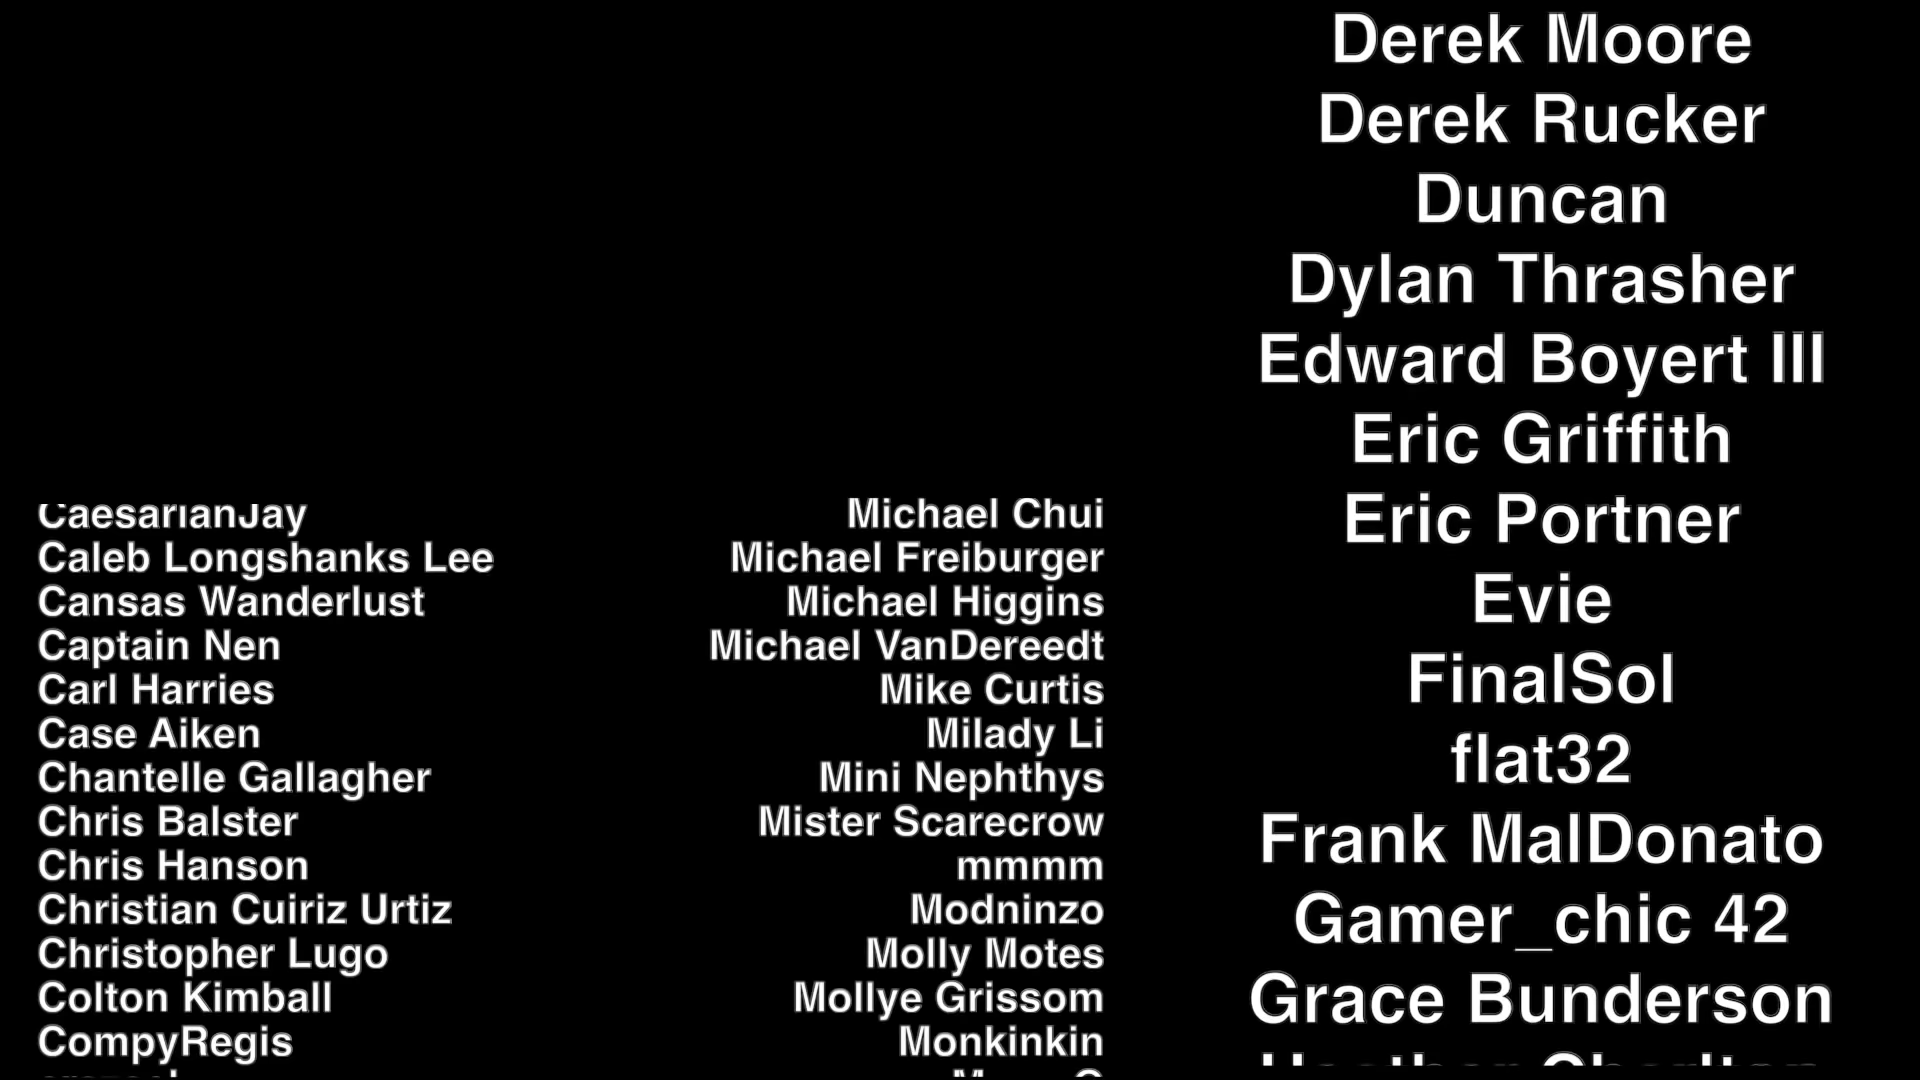 CaesarianJay
Caleb Longshanks Lee
Cansas Wanderlust
Captain Nen
Carl Harries
Case Aiken
Chantelle Gallagher
Chris Balster
Chris Hanson
Christian Cuiriz Urtiz
Christopher Lugo
Colton Kimball
CompyRegis
Michael Chui
Michael Freiburger
Michael Higgins
Michael VanDereedt
Mike Curtis
Milady Li
Mini Nephthys
Mister Scarecrow
mmmm
Modninzo
Molly Motes
Mollye Grissom
Monkinkin
Derek Moore
Derek Rucker
Duncan
Dylan Thrasher
Edward Boyert III
Eric Griffith
Eric Portner
Evie
FinalSol
flat32
Frank MalDonato
Gamer_chic 42
Grace Bunderson